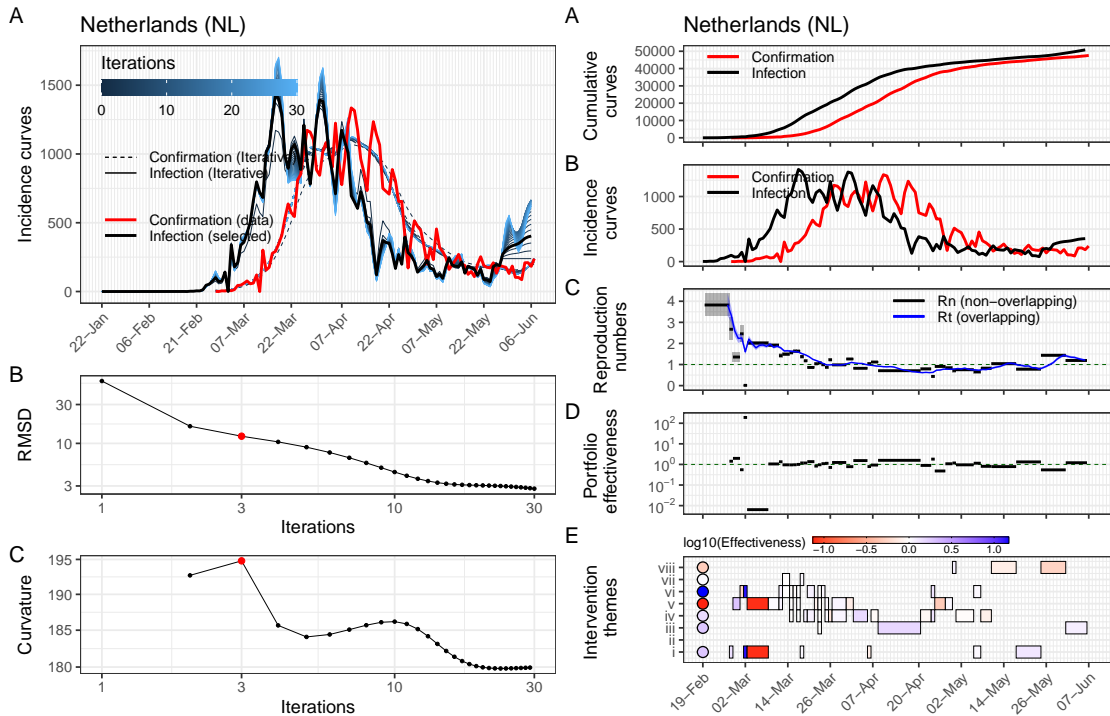 A
Netherlands (NL)
Incidence curves
1500
1000
500
0
Iterations
0
10
20
30
Confirmation (Iterative)
Infection (Iterative)
Confirmation (data)
Infection (selected)
22−Jan
06−Feb
21−Feb
07−Mar
22−Mar
07−Apr
22−Apr
07−May
22−May
06−Jun
B
RMSD
30
10
3
1
3
10
30
Iterations
C
Curvature
195
190
185
180
1
3
10
30
Iterations
A
Netherlands (NL)
Cumulative
curves
50000
40000
30000
20000
10000
0
Confirmation
Infection
B
Incidence
curves
1000
500
0
Confirmation
Infection
C
Reproduction
numbers
4
3
2
1
0
Rn (non−overlapping)
Rt (overlapping)
D
Portfolio
effectiveness
10^2
10^1
10^0
10^−1
10^−2
E
log10(Effectiveness)
−1.0
−0.5
0.0
0.5
1.0
Intervention
themes
viii
vii
vi
v
iv
iii
ii
i
19−Feb
02−Mar
14−Mar
26−Mar
07−Apr
20−Apr
02−May
14−May
26−May
07−Jun